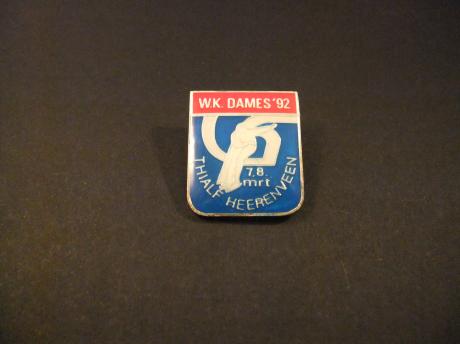 W.K. DAMES '92
7.8.
mrt
THIALF HEERENVEEN